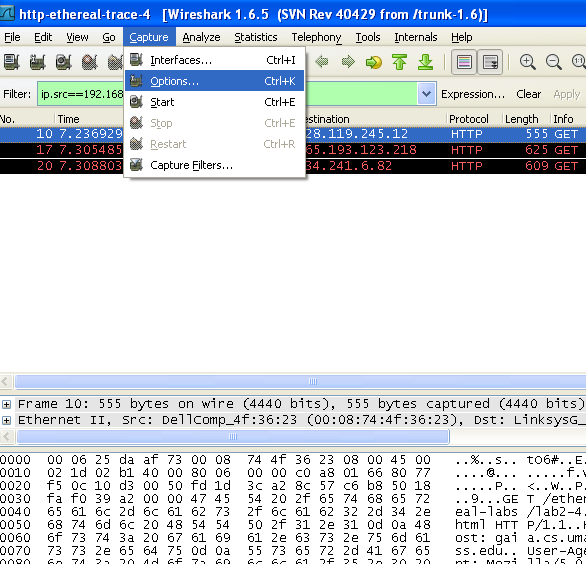 http-ethereal-trace-4 [Wireshark 1.6.5 (SVN Rev 40429 from /trunk-1.6)]
File Edit View Go Capture Analyze Statistics Telephony Tools Internals Help
Interfaces... Ctrl+I
Options... Ctrl+K
Start Ctrl+E
Stop Ctrl+E
Restart Ctrl+R
Capture Filters...
Filter: ip.src==192.168 Expression... Clear Apply
No. Time estination Protocol Length Info
10 7.236929 28.119.245.12 HTTP 555 GET
17 7.305485 65.193.123.218 HTTP 625 GET
20 7.308803 34.241.6.82 HTTP 609 GET
Frame 10: 555 bytes on wire (4440 bits), 555 bytes captured (4440 bits)
Ethernet II, Src: DellComp_4f:36:23 (00:08:74:4f:36:23), Dst: LinksysG_
0000 00 06 25 da af 73 00 08 74 4f 36 23 08 00 45 00 ..%..s.. tO6#..E.
0010 02 1d 02 b1 40 00 80 06 00 00 c0 a8 01 66 80 77 ....@... .....f.w
0020 f5 0c 10 d3 00 50 fd 1d 3c a2 8c 57 c6 b8 50 18 .....P.. <..W..P.
0030 fa f0 39 a2 00 00 47 45 54 20 2f 65 74 68 65 72 ..9...GE T /ether
0040 65 61 6c 2d 6c 61 62 73 2f 6c 61 62 32 2d 34 2e eal-labs /lab2-4.
0050 68 74 6d 6c 20 48 54 54 50 2f 31 2e 31 0d 0a 48 html HTT P/1.1..H
0060 6f 73 74 3a 20 67 61 69 61 2e 63 73 2e 75 6d 61 ost: gai a.cs.uma
0070 73 73 2e 65 64 75 0d 0a 55 73 65 72 2d 41 67 65 ss.edu.. User-Age